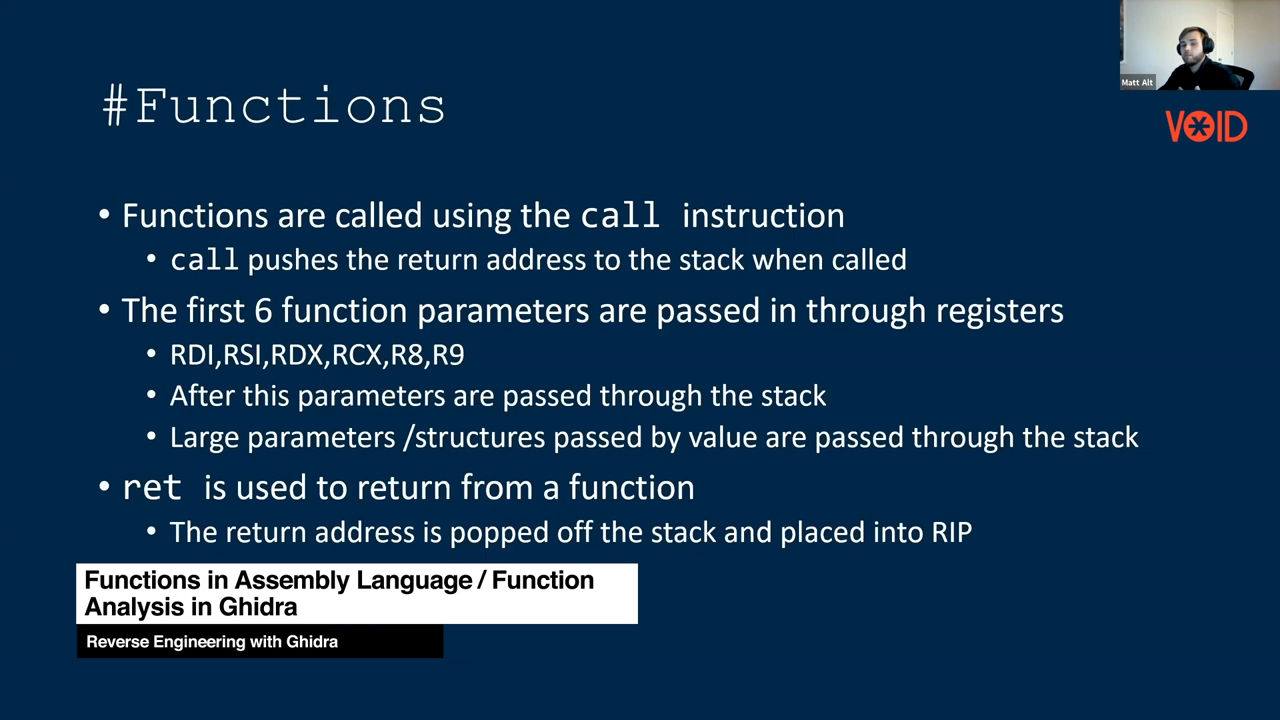 Matt Alt
VOID
#Functions
• Functions are called using the call instruction
• call pushes the return address to the stack when called
• The first 6 function parameters are passed in through registers
• RDI,RSI,RDX,RCX,R8,R9
• After this parameters are passed through the stack
• Large parameters /structures passed by value are passed through the stack
• ret is used to return from a function
• The return address is popped off the stack and placed into RIP
Functions in Assembly Language / Function
Analysis in Ghidra
Reverse Engineering with Ghidra